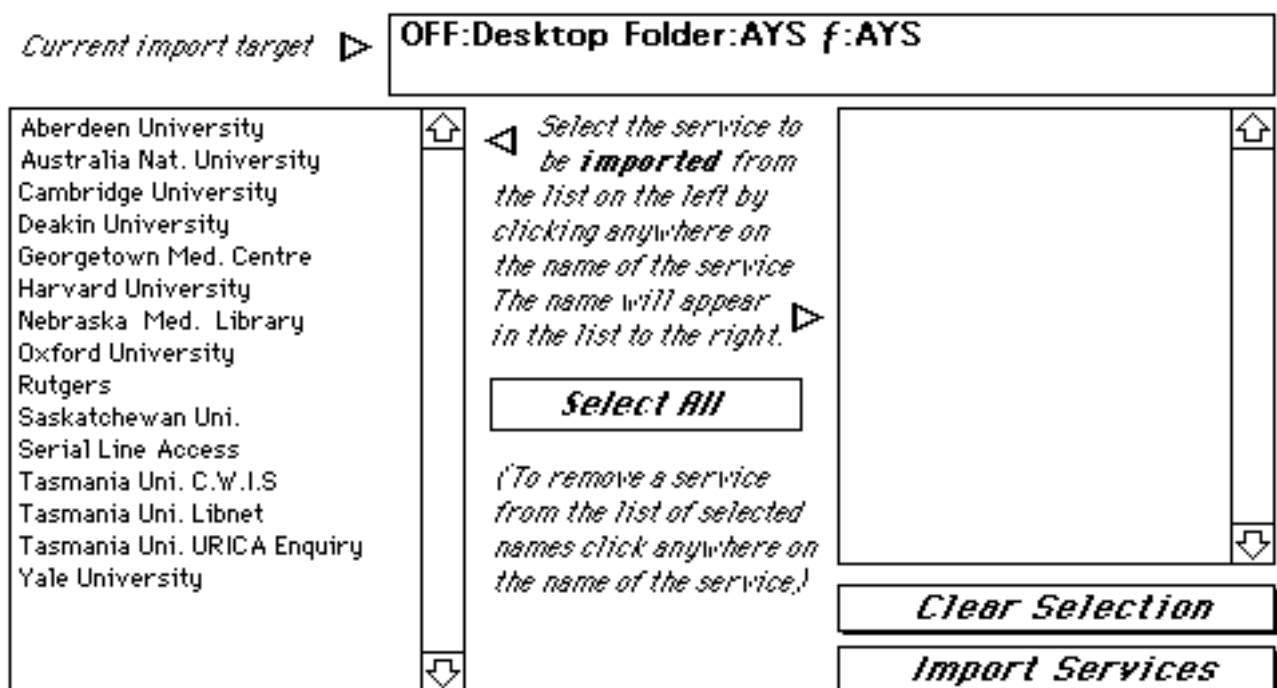 Current import target
OFF:Desktop Folder:AYS ƒ:AYS
Aberdeen University
Australia Nat. University
Cambridge University
Deakin University
Georgetown Med. Centre
Harvard University
Nebraska Med. Library
Oxford University
Rutgers
Saskatchewan Uni.
Serial Line Access
Tasmania Uni. C.W.I.S
Tasmania Uni. Libnet
Tasmania Uni. URICA Enquiry
Yale University
Select the service to
be imported from
the list on the left by
clicking anywhere on
the name of the service
The name will appear
in the list to the right.
Select All
(To remove a service
from the list of selected
names click anywhere on
the name of the service.)
Clear Selection
Import Services